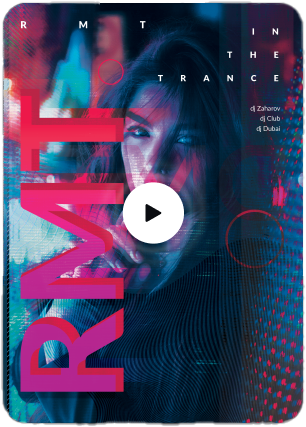 R M T
IN
THE
TRANCE
dj Zaharov
dj Club
dj Dubai
RMT